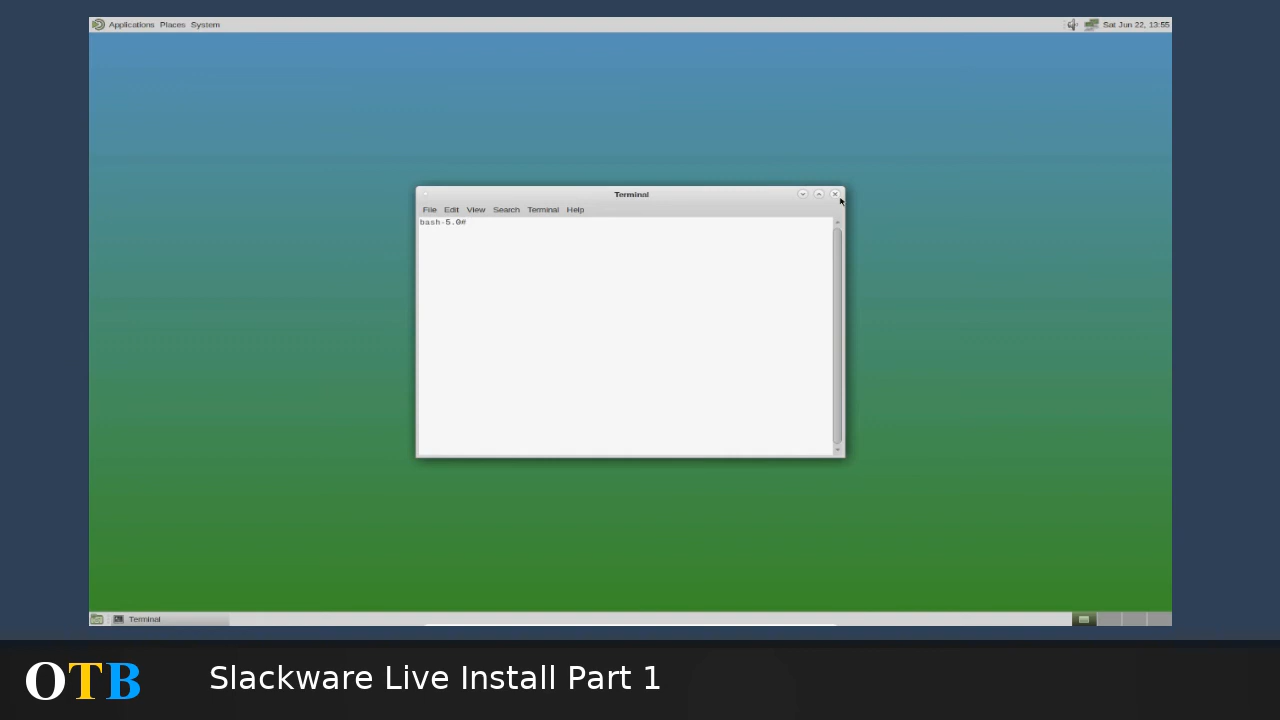 Applications Places System
Sat Jun 22, 13:55
Terminal
File Edit View Search Terminal Help
bash-5.0#
Terminal
OTB
Slackware Live Install Part 1